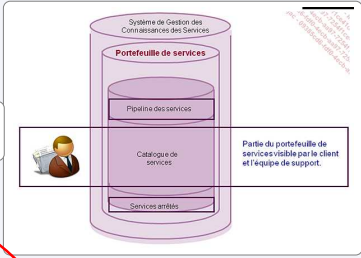 Système de Gestion des
Connaissances des Services
Portefeuille de services
Pipeline des services
Catalogue de
services
Partie du portefeuille de
services visible par le client
et l'équipe de support.
Services arrêtés